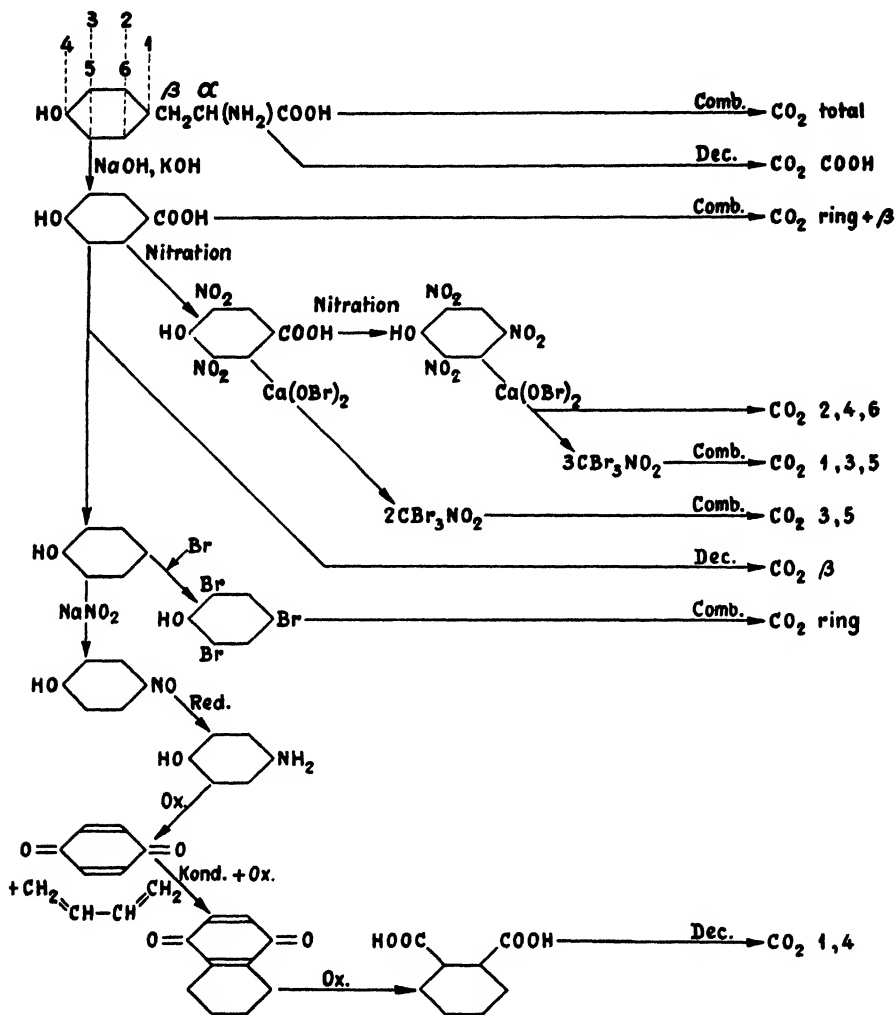 3 2
4 1
5 6
β α
HO CH₂CH(NH₂)COOH Comb. CO₂ total
Dec. CO₂ COOH
NaOH, KOH
HO COOH Comb. CO₂ ring + β
Nitration
NO₂ Nitration NO₂
HO COOH HO NO₂
NO₂ NO₂
Ca(OBr)₂ Ca(OBr)₂
CO₂ 2,4,6
3CBr₃NO₂ Comb. CO₂ 1,3,5
2CBr₃NO₂ Comb. CO₂ 3,5
HO Br Dec. CO₂ β
NaNO₂ Br
HO Br Comb. CO₂ ring
Br
HO NO
Red.
HO NH₂
Ox.
O= =O
Kond. + Ox.
+CH₂=CH-CH=CH₂
O= =O HOOC COOH Dec. CO₂ 1,4
Ox.